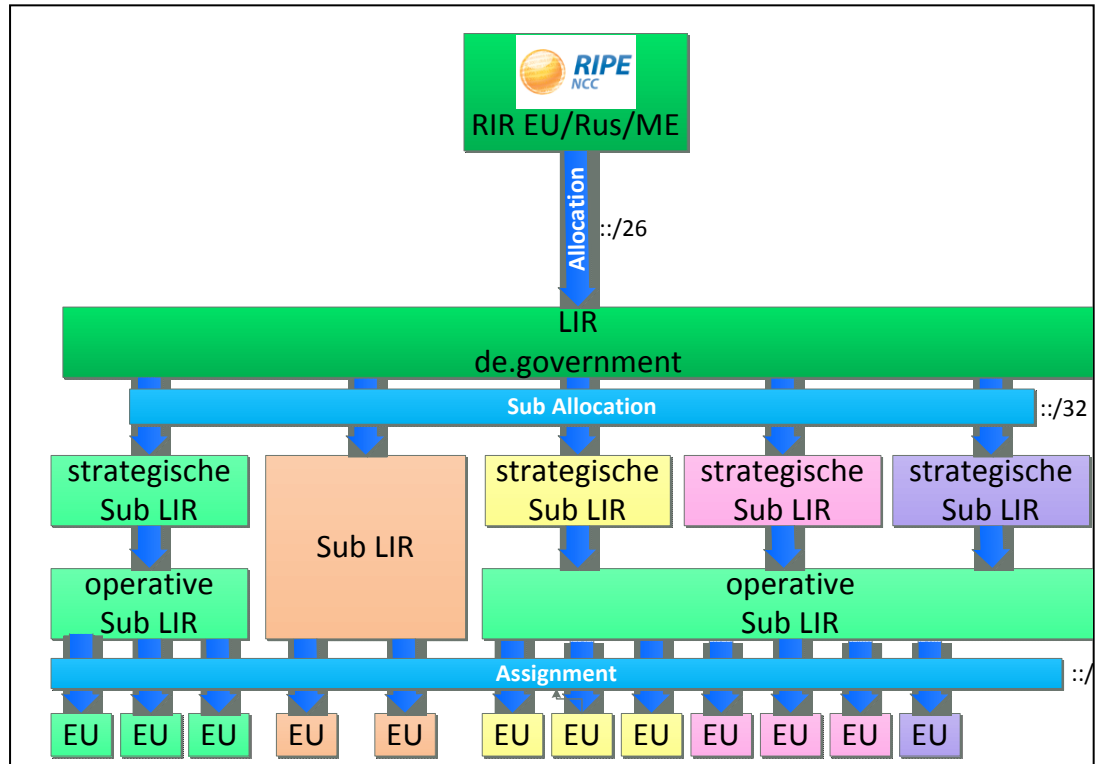 RIPE
NCC
RIR EU/Rus/ME
Allocation
::/26
LIR
de.government
Sub Allocation
::/32
strategische
Sub LIR
Sub LIR
strategische
Sub LIR
strategische
Sub LIR
strategische
Sub LIR
operative
Sub LIR
operative
Sub LIR
Assignment
::/
EU
EU
EU
EU
EU
EU
EU
EU
EU
EU
EU
EU